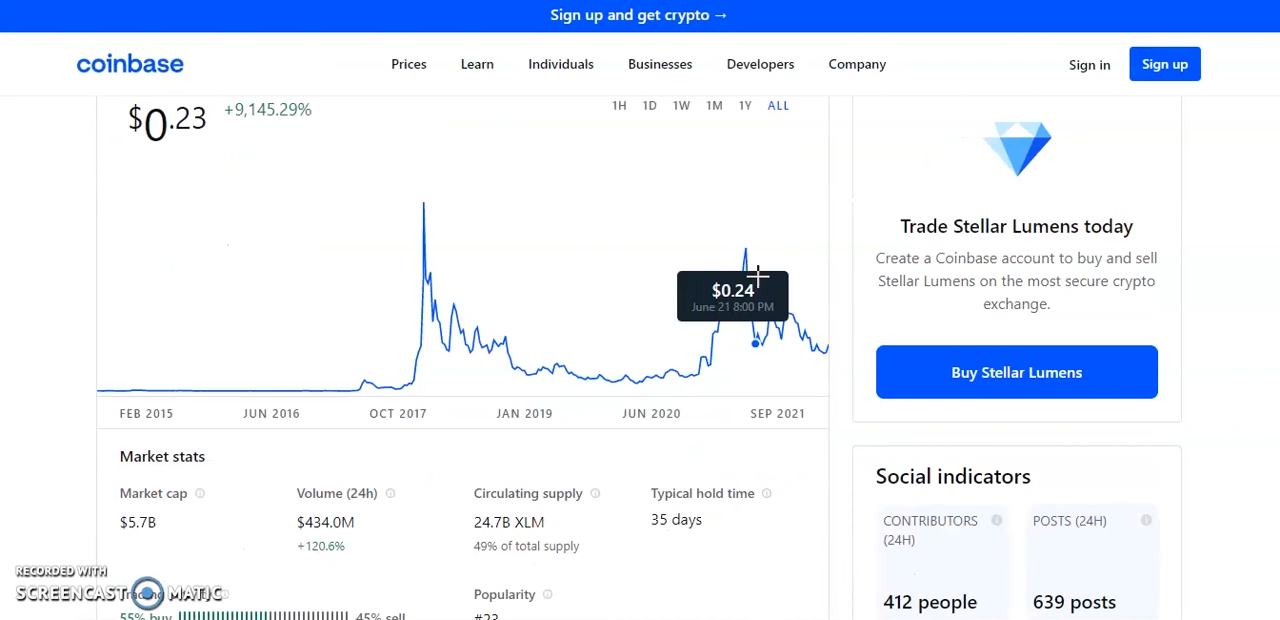 Sign up and get crypto →
coinbase
Prices Learn Individuals Businesses Developers Company
Sign in Sign up
$0.23 +9,145.29%
1H 1D 1W 1M 1Y ALL
$0.24
June 21 8:00 PM
FEB 2015 JUN 2016 OCT 2017 JAN 2019 JUN 2020 SEP 2021
Trade Stellar Lumens today
Create a Coinbase account to buy and sell
Stellar Lumens on the most secure crypto
exchange.
Buy Stellar Lumens
Market stats
Market cap Volume (24h) Circulating supply Typical hold time
$5.7B $434.0M 24.7B XLM 35 days
+120.6% 49% of total supply
Popularity
55% buy 45% sell #23
Social indicators
CONTRIBUTORS
(24H)
POSTS (24H)
412 people 639 posts
RECORDED WITH
SCREENCAST MATIC